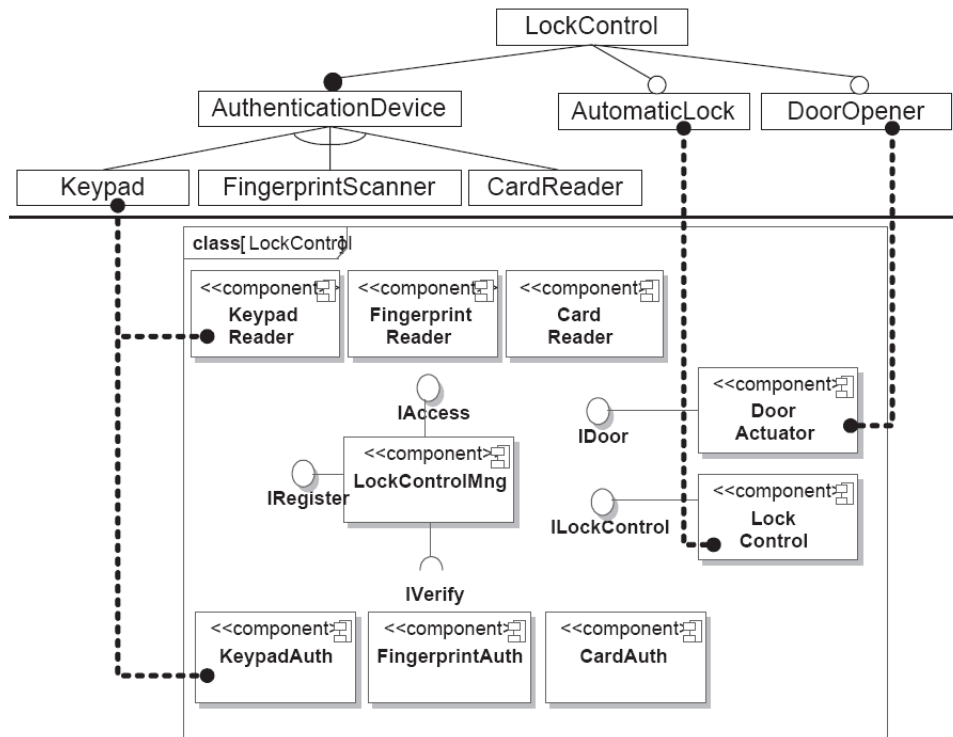 LockControl
AuthenticationDevice
AutomaticLock
DoorOpener
Keypad
FingerprintScanner
CardReader
class[ LockControl]
<<component>>
Keypad
Reader
<<component>>
Fingerprint
Reader
<<component>>
Card
Reader
IAccess
<<component>>
LockControlMng
IRegister
IVerify
<<component>>
Door
Actuator
IDoor
<<component>>
Lock
Control
ILockControl
<<component>>
KeypadAuth
<<component>>
FingerprintAuth
<<component>>
CardAuth